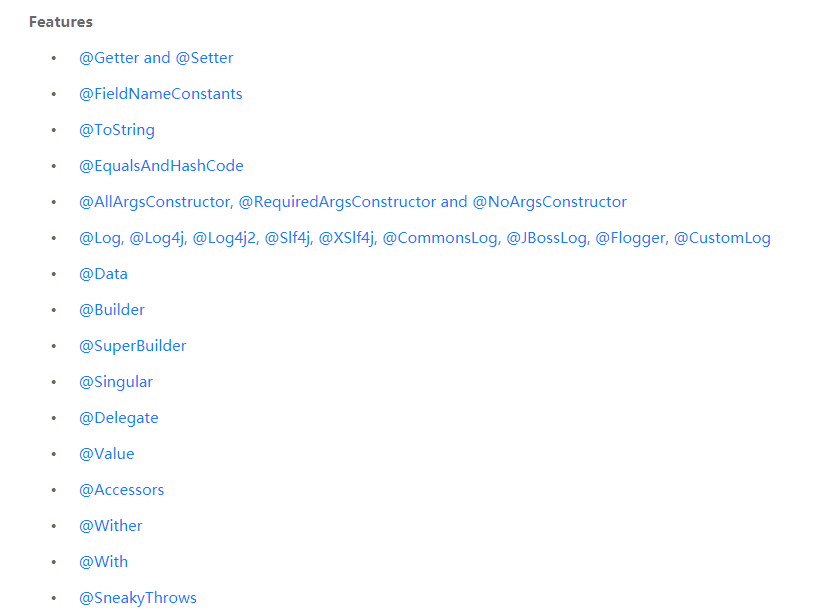 Features
• @Getter and @Setter
• @FieldNameConstants
• @ToString
• @EqualsAndHashCode
• @AllArgsConstructor, @RequiredArgsConstructor and @NoArgsConstructor
• @Log, @Log4j, @Log4j2, @Slf4j, @XSlf4j, @CommonsLog, @JBossLog, @Flogger, @CustomLog
• @Data
• @Builder
• @SuperBuilder
• @Singular
• @Delegate
• @Value
• @Accessors
• @Wither
• @With
• @SneakyThrows